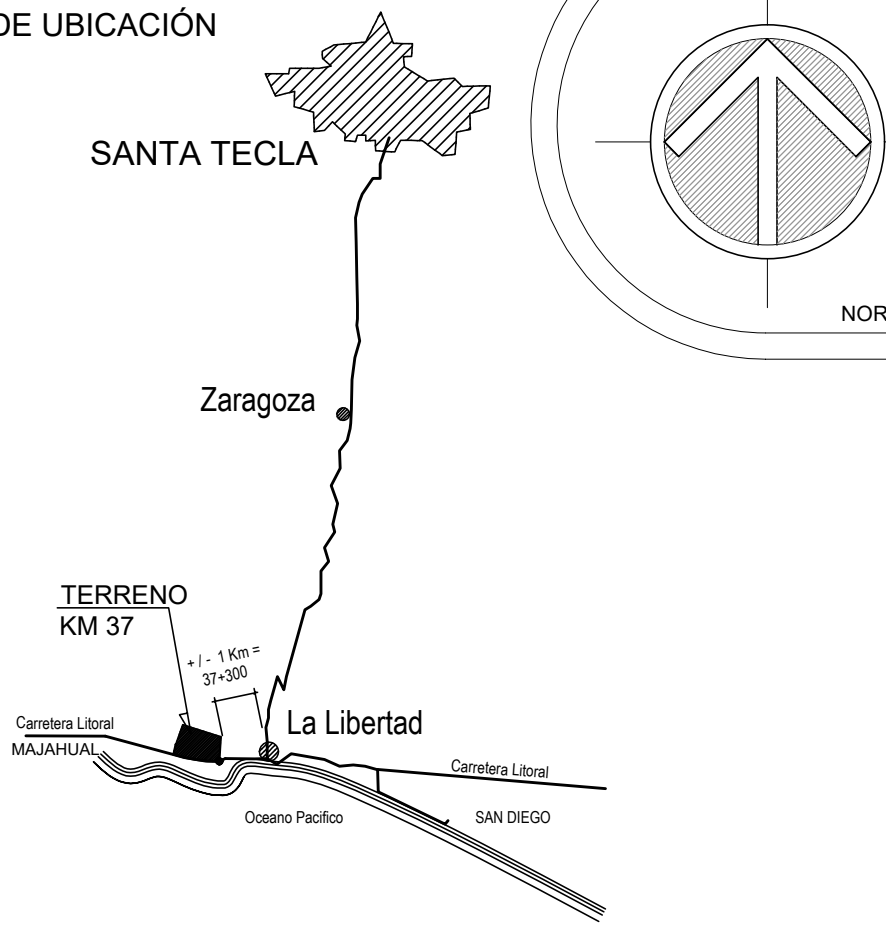 DE UBICACIÓN
SANTA TECLA
NOR
Zaragoza
TERRENO
KM 37
+ / - 1 Km =
37+300
La Libertad
Carretera Litoral
MAJAHUAL
Carretera Litoral
Oceano Pacifico
SAN DIEGO